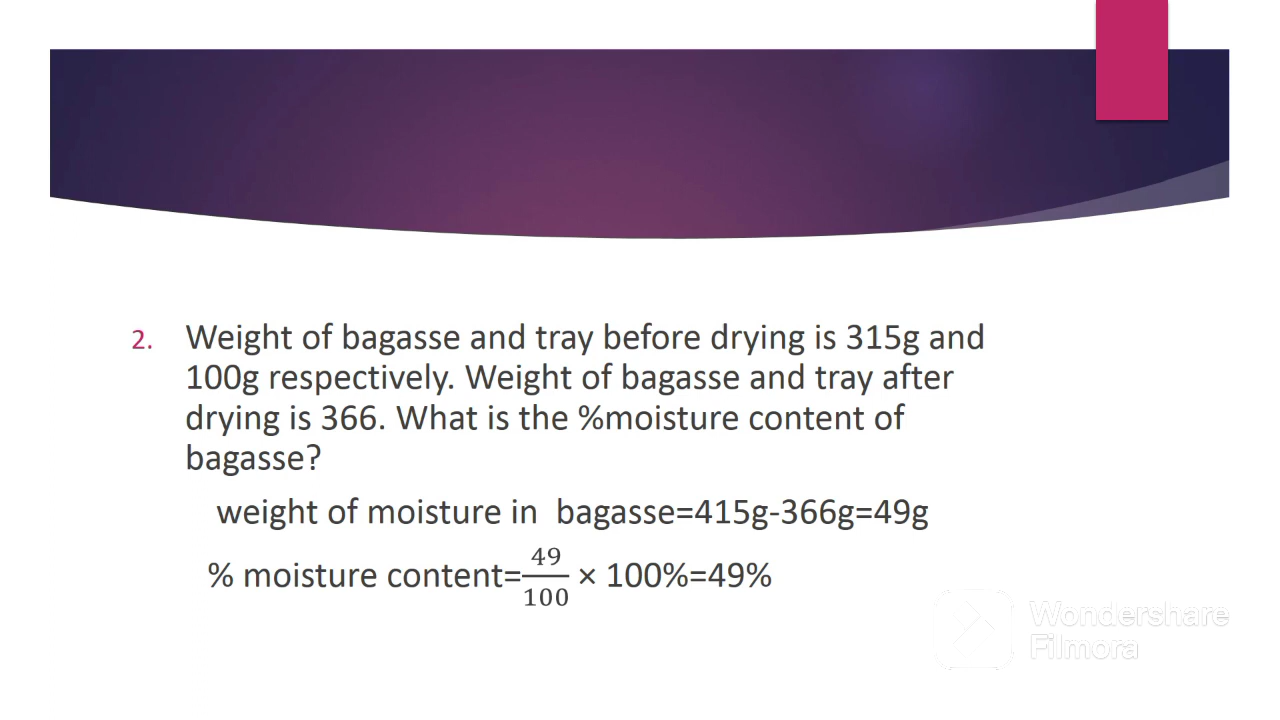 2. Weight of bagasse and tray before drying is 315g and
100g respectively. Weight of bagasse and tray after
drying is 366. What is the %moisture content of
bagasse?
weight of moisture in  bagasse=415g-366g=49g
% moisture content=49/100 × 100%=49%
Wondershare
Filmora